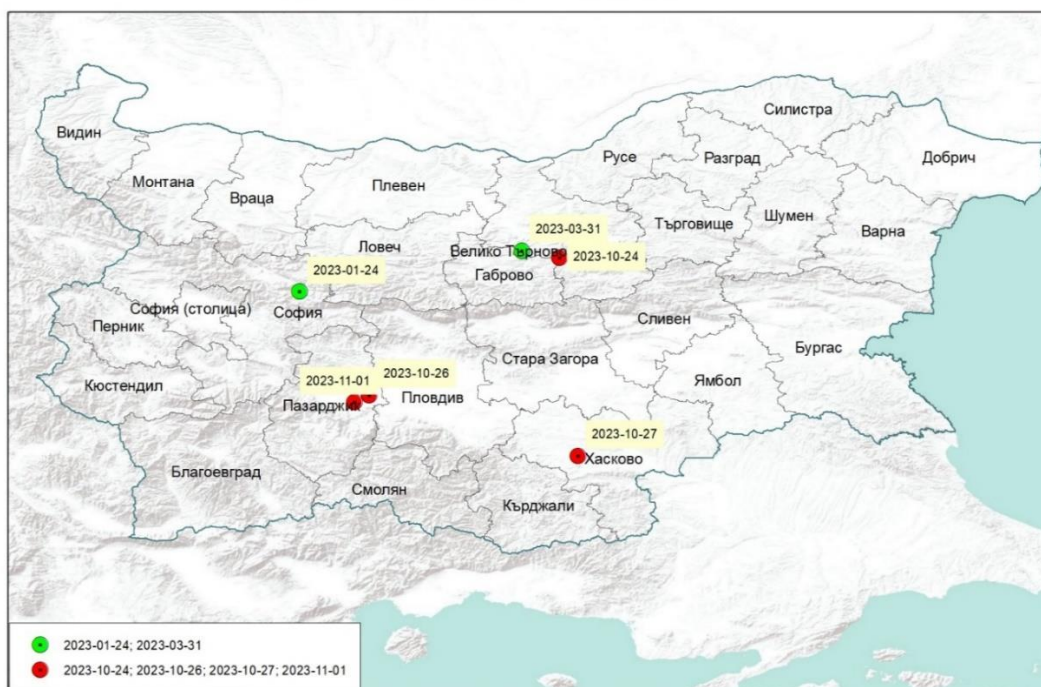 Силистра
Видин
Русе
Разград
Добрич
Монтана
Плевен
Враца
Търговище
Шумен
Варна
2023-03-31
Ловеч
Велико Търново
2023-10-24
Габрово
2023-01-24
София (столица)
София
Перник
Сливен
Бургас
Стара Загора
Кюстендил
2023-10-26
2023-11-01
Ямбол
Пловдив
Пазарджик
2023-10-27
Хасково
Благоевград
Смолян
Кърджали
2023-01-24; 2023-03-31
2023-10-24; 2023-10-26; 2023-10-27; 2023-11-01